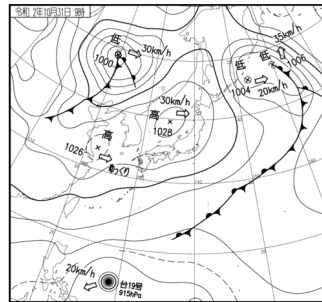 令和 2年10月31日 9時
低
30km/h
1000
35km/h
低 低
1006
1004
20km/h
30km/h
高
1028
高
1026
ゆっくり
20km/h
台19号
915hPa